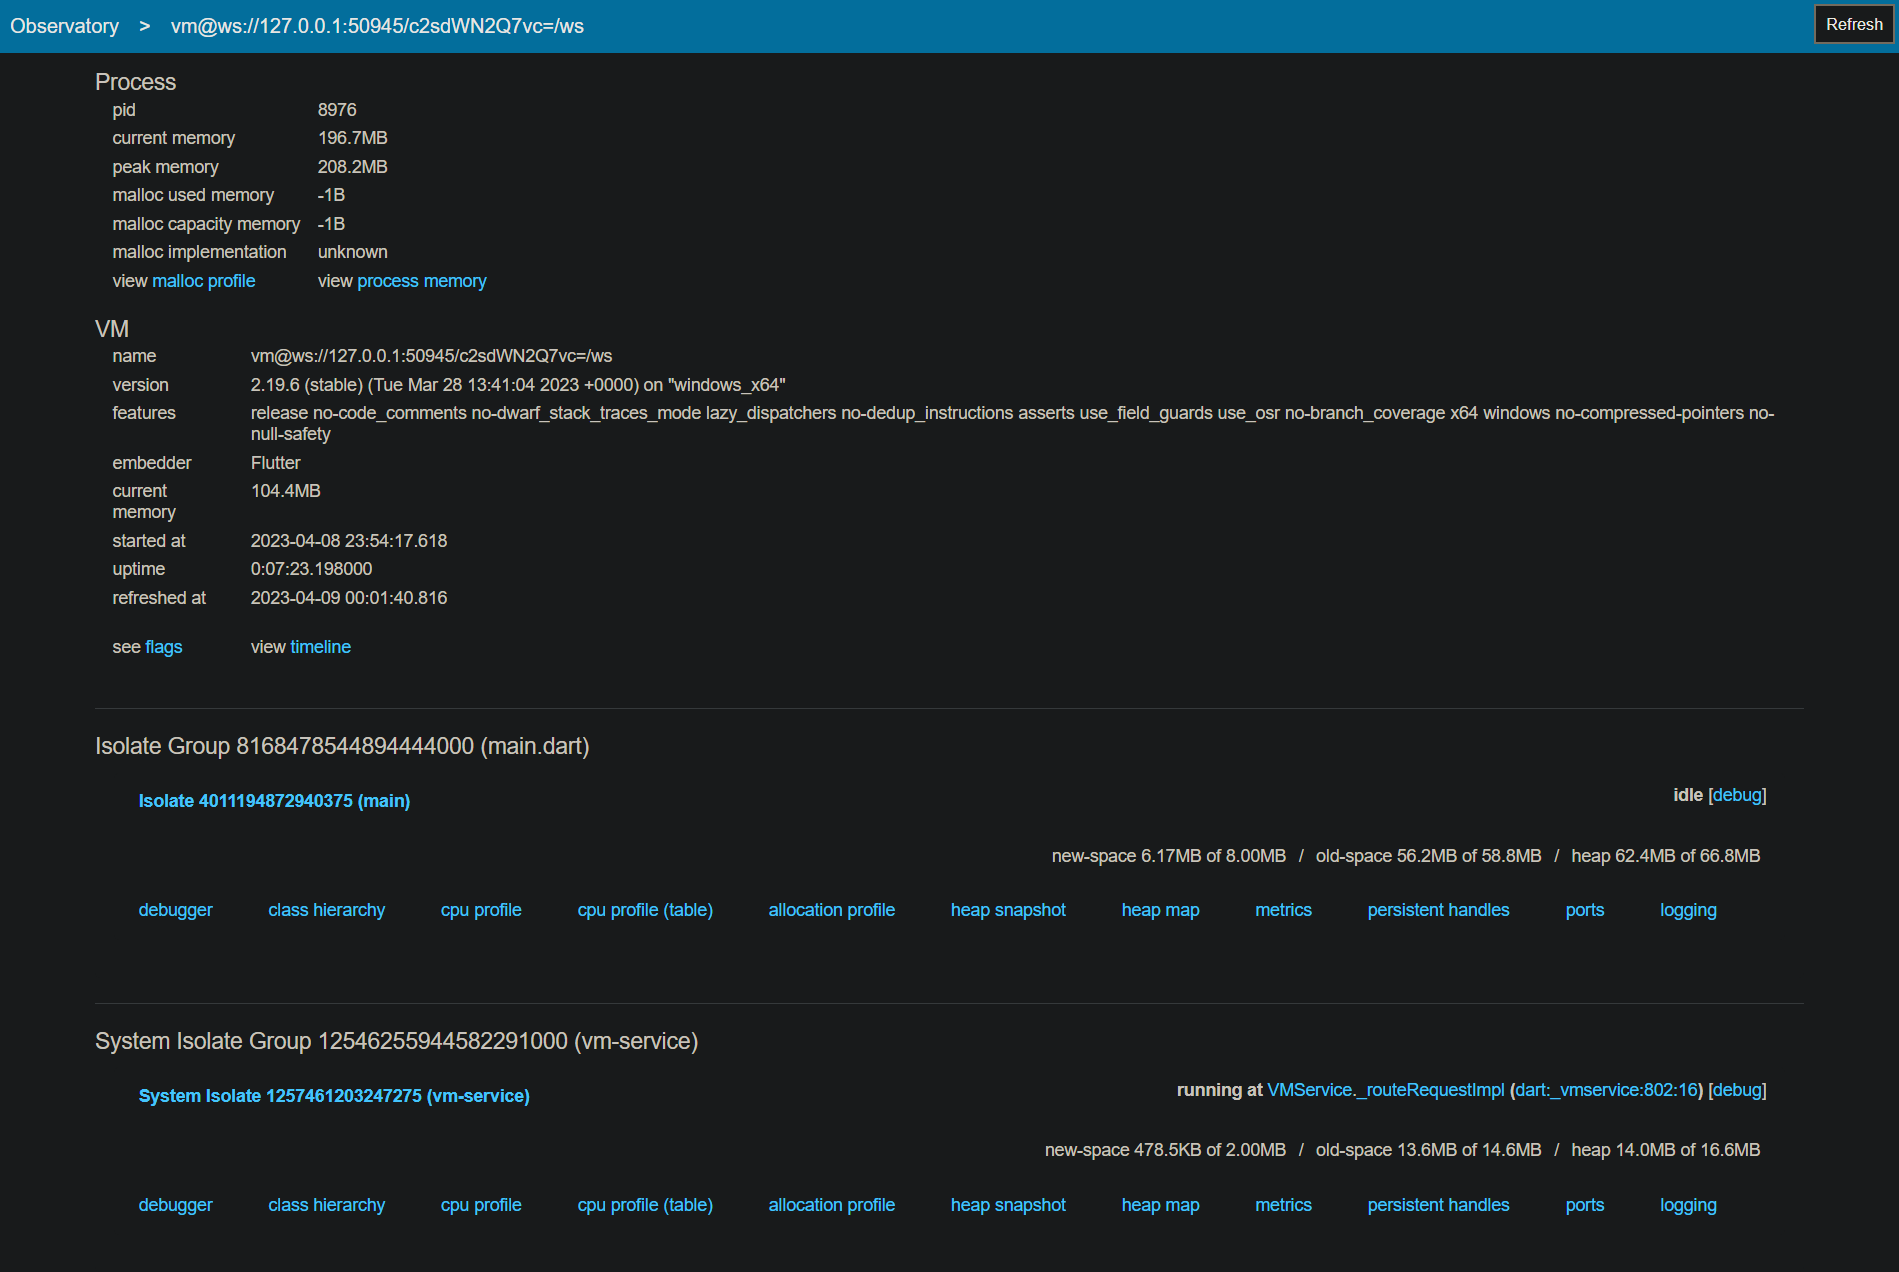 Observatory > vm@ws://127.0.0.1:50945/c2sdWN2Q7vc=/ws Refresh
Process
pid 8976
current memory 196.7MB
peak memory 208.2MB
malloc used memory -1B
malloc capacity memory -1B
malloc implementation unknown
view malloc profile view process memory
VM
name vm@ws://127.0.0.1:50945/c2sdWN2Q7vc=/ws
version 2.19.6 (stable) (Tue Mar 28 13:41:04 2023 +0000) on "windows_x64"
features release no-code_comments no-dwarf_stack_traces_mode lazy_dispatchers no-dedup_instructions asserts use_field_guards use_osr no-branch_coverage x64 windows no-compressed-pointers no-
null-safety
embedder Flutter
current 104.4MB
memory
started at 2023-04-08 23:54:17.618
uptime 0:07:23.198000
refreshed at 2023-04-09 00:01:40.816
see flags view timeline
Isolate Group 8168478544894444000 (main.dart)
Isolate 4011194872940375 (main) idle [debug]
new-space 6.17MB of 8.00MB / old-space 56.2MB of 58.8MB / heap 62.4MB of 66.8MB
debugger class hierarchy cpu profile cpu profile (table) allocation profile heap snapshot heap map metrics persistent handles ports logging
System Isolate Group 12546255944582291000 (vm-service)
System Isolate 1257461203247275 (vm-service) running at VMService._routeRequestImpl (dart:_vmservice:802:16) [debug]
new-space 478.5KB of 2.00MB / old-space 13.6MB of 14.6MB / heap 14.0MB of 16.6MB
debugger class hierarchy cpu profile cpu profile (table) allocation profile heap snapshot heap map metrics persistent handles ports logging